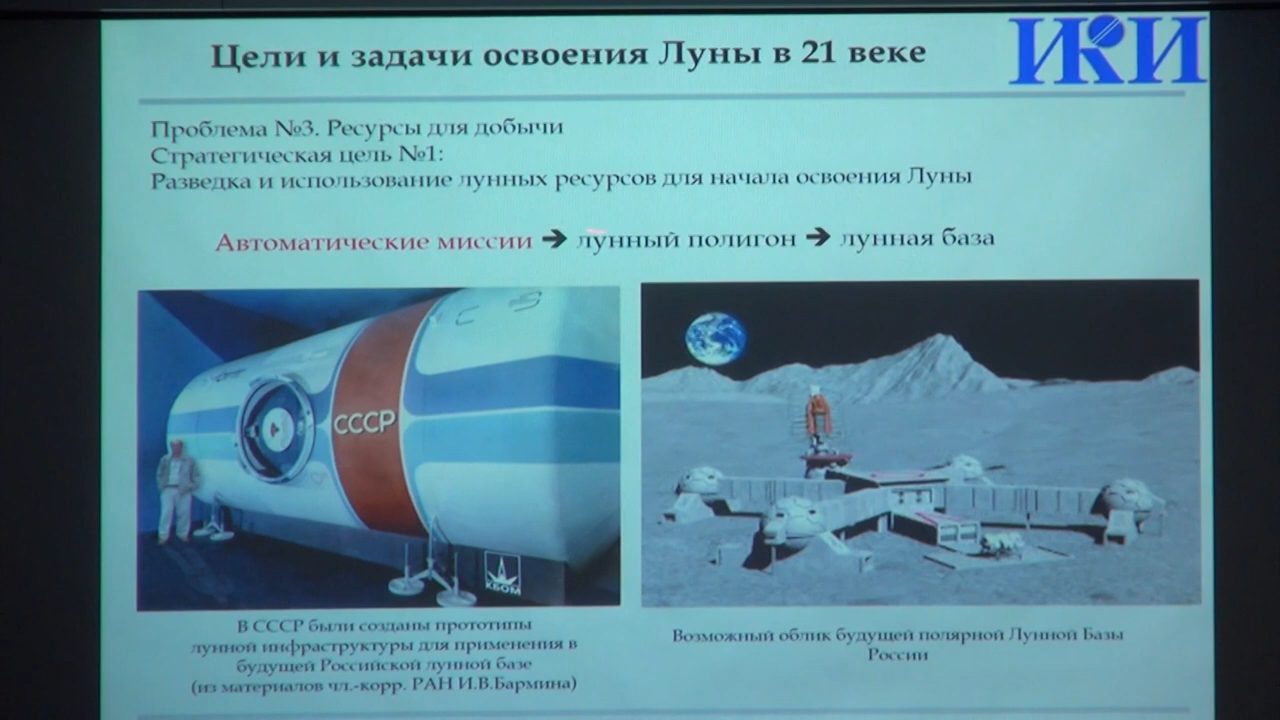 Цели и задачи освоения Луны в 21 веке
ИКИ
Проблема №3. Ресурсы для добычи
Стратегическая цель №1:
Разведка и использование лунных ресурсов для начала освоения Луны
Автоматические миссии ➔ лунный полигон ➔ лунная база
СССР
КБОМ
В СССР были созданы прототипы
лунной инфраструктуры для применения в
будущей Российской лунной базе
(из материалов чл.-корр. РАН И.В.Бармина)
Возможный облик будущей полярной Лунной Базы
России